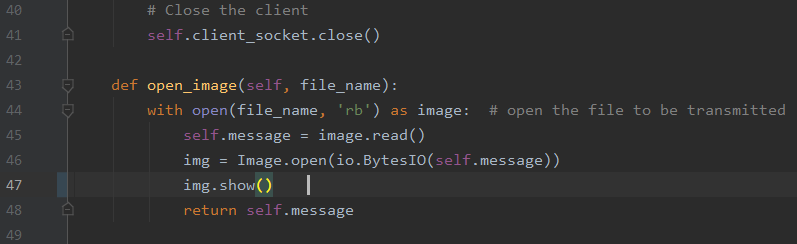 40 # Close the client
41 self.client_socket.close()
42
43 def open_image(self, file_name):
44 with open(file_name, 'rb') as image:  # open the file to be transmitted
45 self.message = image.read()
46 img = Image.open(io.BytesIO(self.message))
47 img.show()
48 return self.message
49